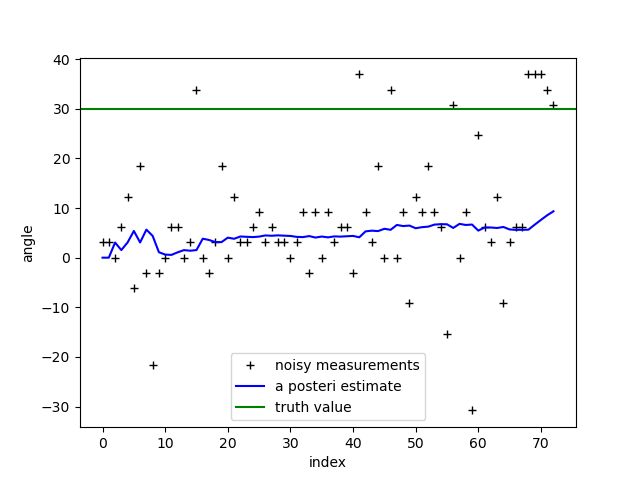 40
30
20
10
0
−10
−20
−30
angle
noisy measurements
a posteri estimate
truth value
0 10 20 30 40 50 60 70
index